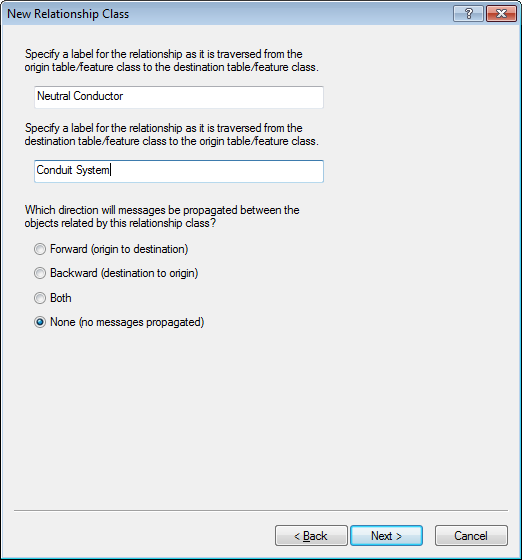 New Relationship Class
?
Specify a label for the relationship as it is traversed from the
origin table/feature class to the destination table/feature class.
Neutral Conductor
Specify a label for the relationship as it is traversed from the
destination table/feature class to the origin table/feature class.
Conduit System
Which direction will messages be propagated between the
objects related by this relationship class?
Forward (origin to destination)
Backward (destination to origin)
Both
None (no messages propagated)
< Back Next > Cancel